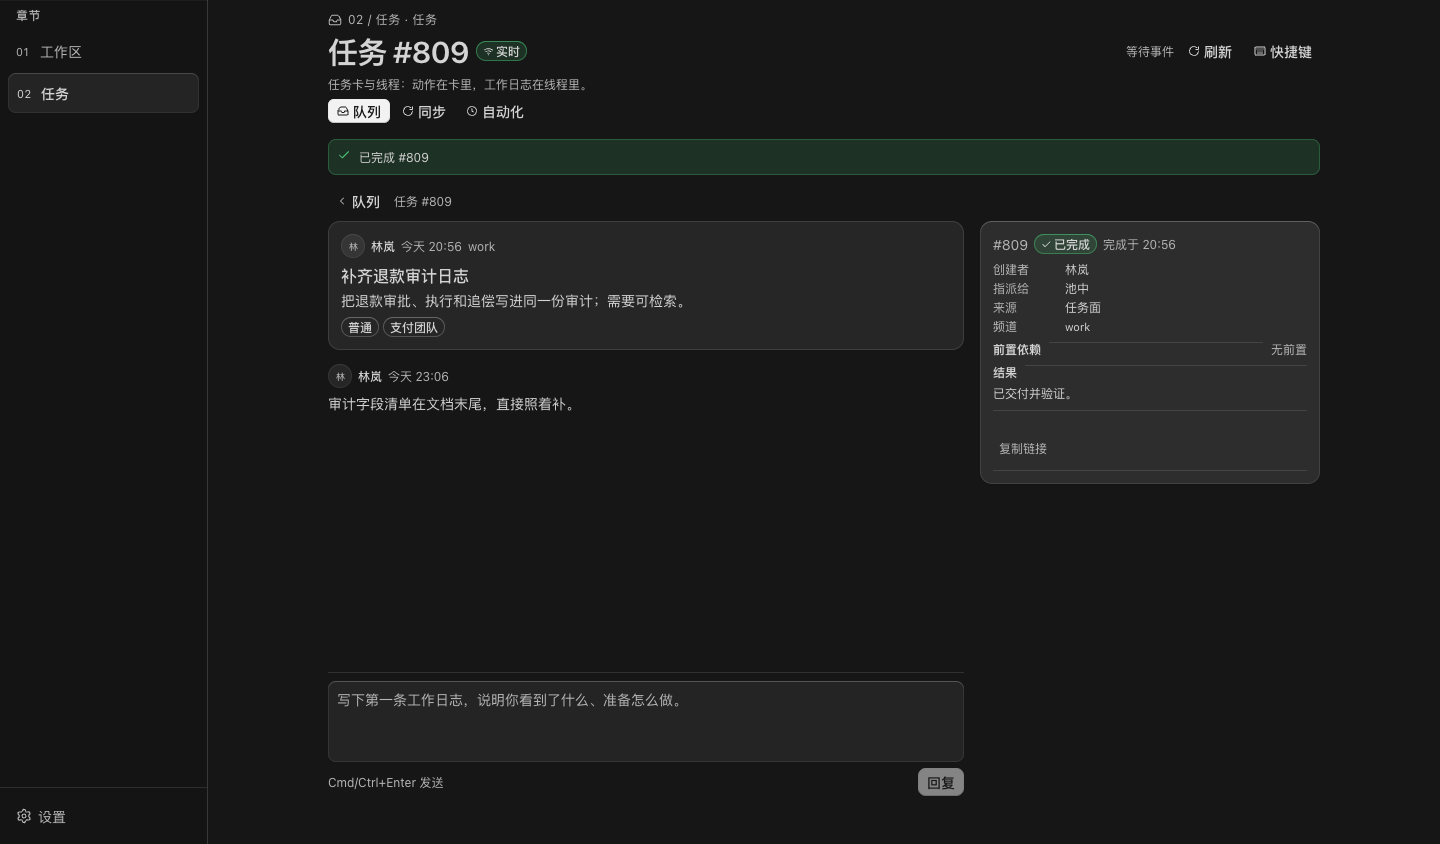 章节
01 工作区
02 任务
设置
02 / 任务 · 任务
任务 #809 实时
等待事件 刷新 快捷键
任务卡与线程：动作在卡里，工作日志在线程里。
队列 同步 自动化
已完成 #809
队列 任务 #809
林 林岚 今天 20:56 work
补齐退款审计日志
把退款审批、执行和追偿写进同一份审计；需要可检索。
普通 支付团队
林 林岚 今天 23:06
审计字段清单在文档末尾，直接照着补。
写下第一条工作日志，说明你看到了什么、准备怎么做。
Cmd/Ctrl+Enter 发送
回复
#809 已完成 完成于 20:56
创建者 林岚
指派给 池中
来源 任务面
频道 work
前置依赖 无前置
结果
已交付并验证。
复制链接